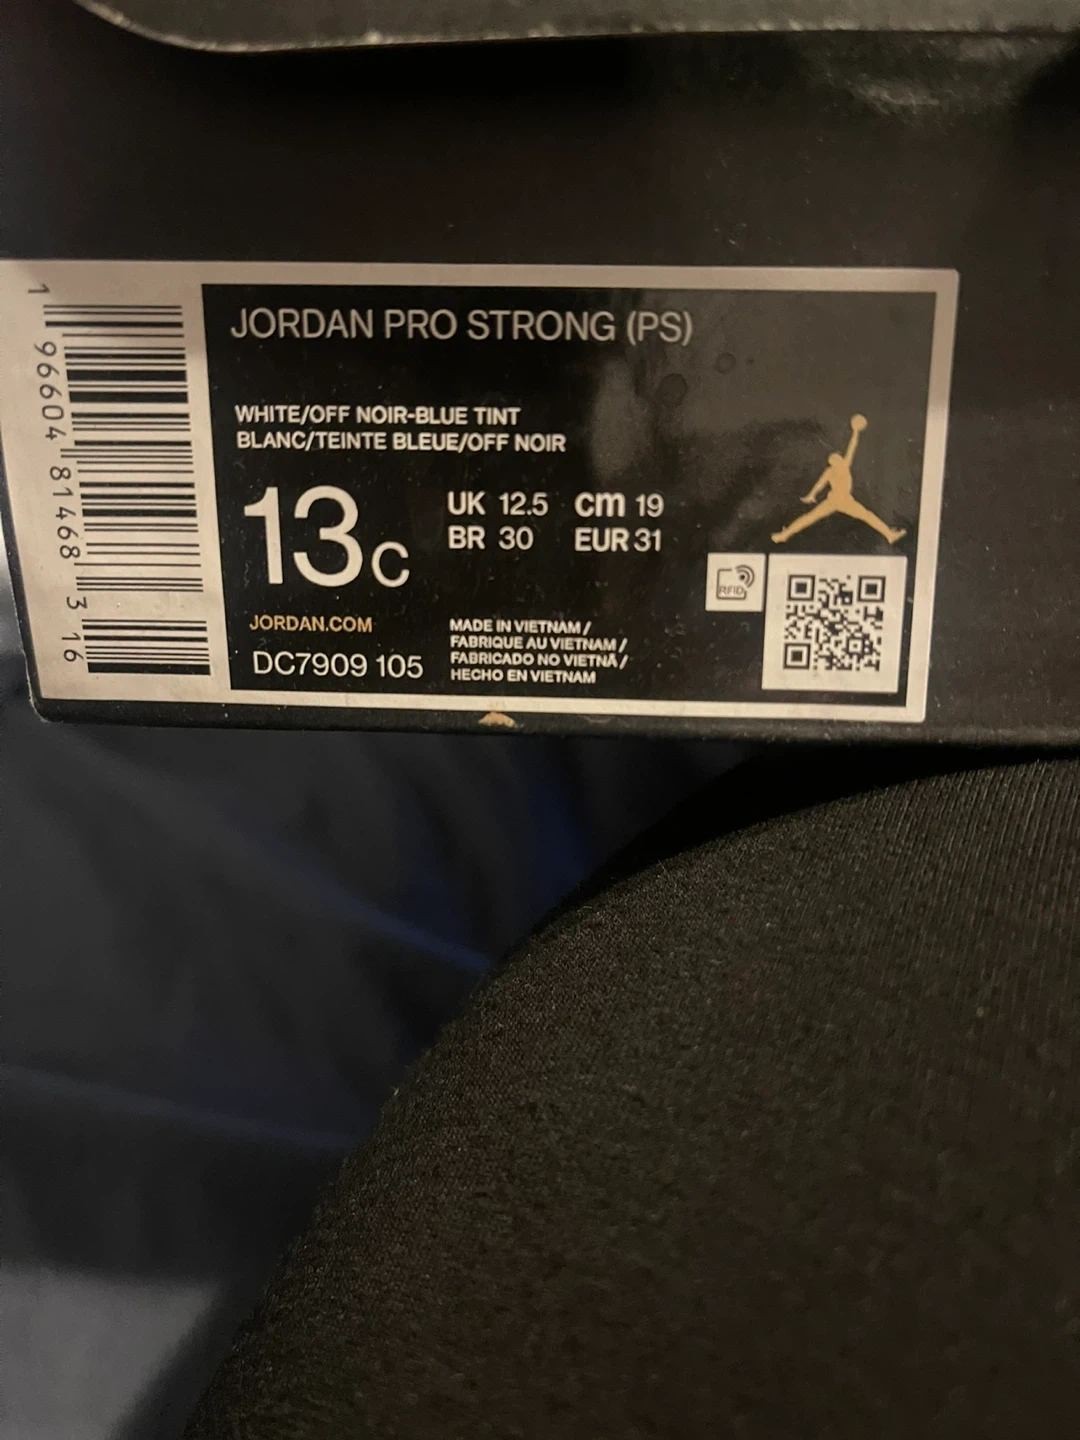 JORDAN PRO STRONG (PS)
WHITE/OFF NOIR-BLUE TINT
BLANC/TEINTE BLEUE/OFF NOIR
13C
UK 12.5 cm 19
BR 30 EUR 31
RFID
JORDAN.COM
DC7909 105
MADE IN VIETNAM /
FABRIQUE AU VIETNAM /
FABRICADO NO VIETNÃ /
HECHO EN VIETNAM
1 96604 81468 3 16